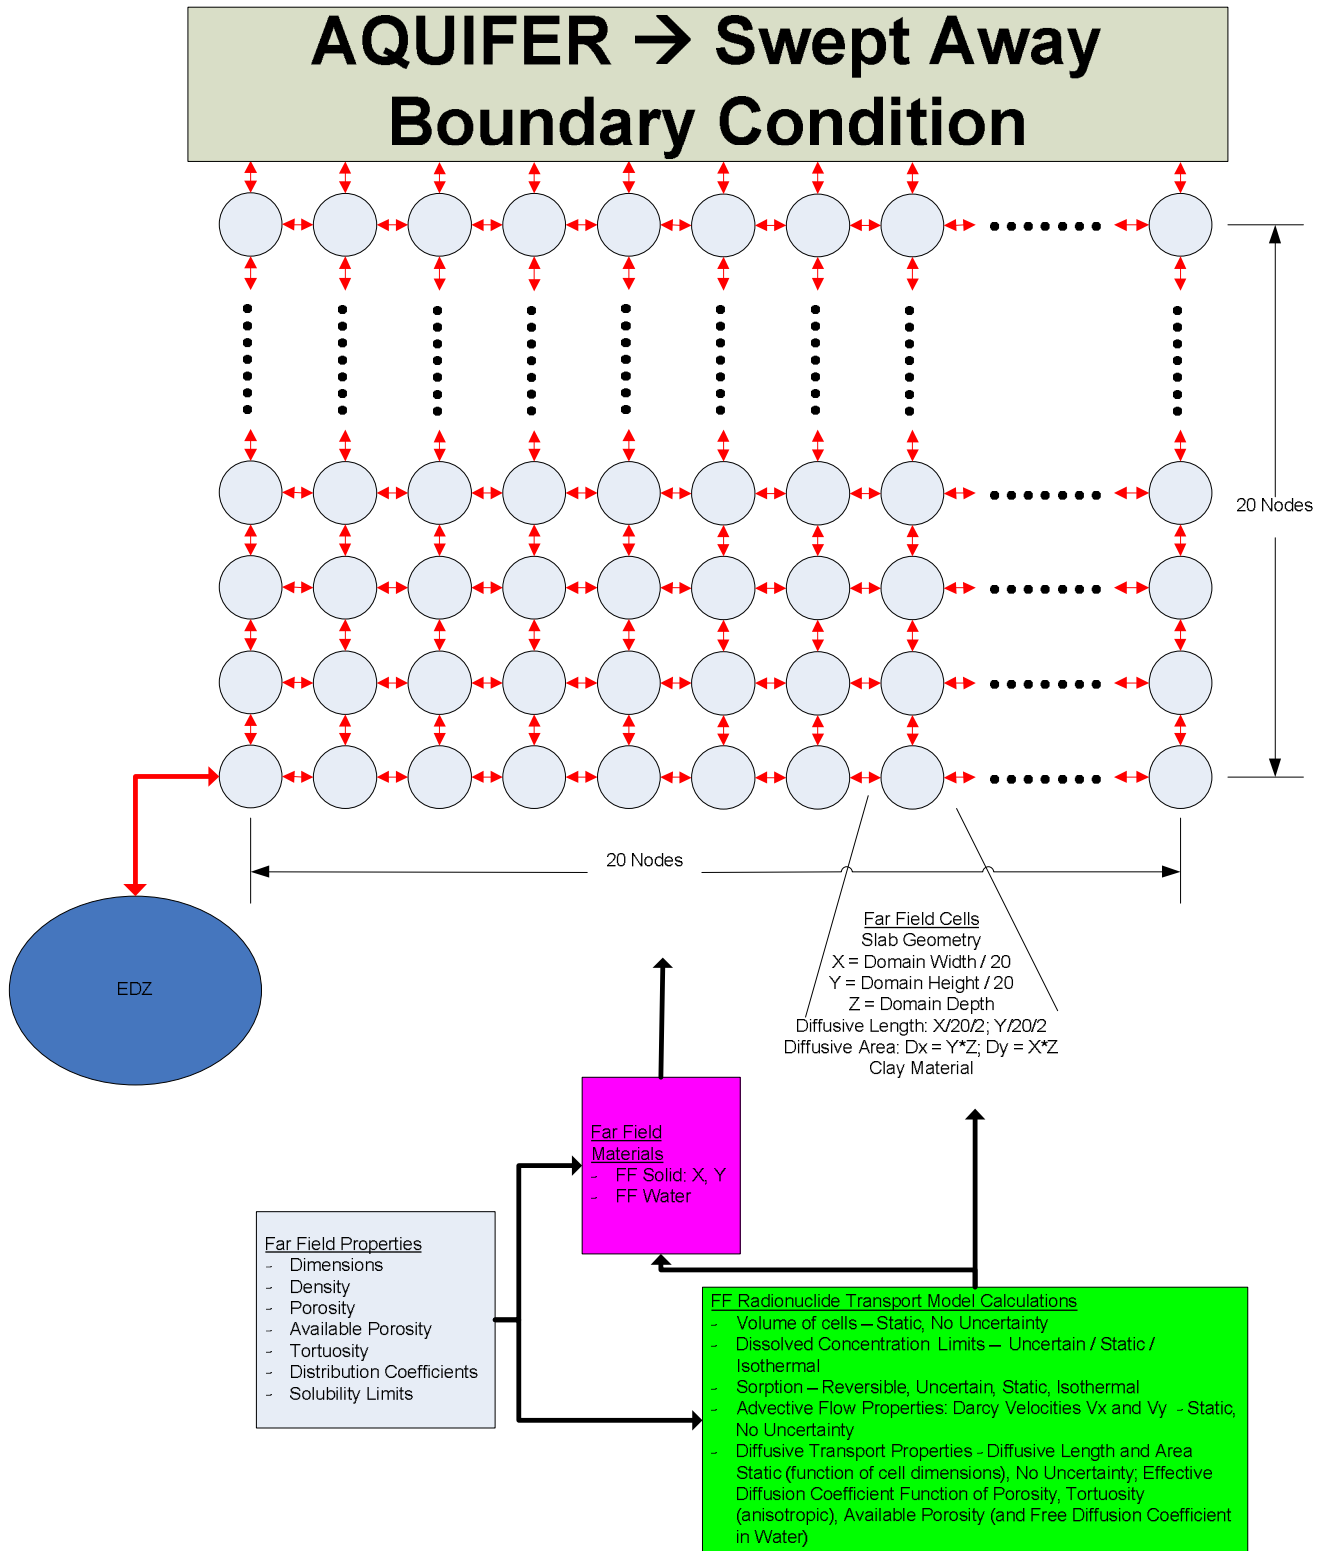 AQUIFER → Swept Away
Boundary Condition
20 Nodes
20 Nodes
EDZ
Far Field Cells
Slab Geometry
X = Domain Width / 20
Y = Domain Height / 20
Z = Domain Depth
Diffusive Length: X/20/2; Y/20/2
Diffusive Area: Dx = Y*Z; Dy = X*Z
Clay Material
Far Field
Materials
- FF Solid: X, Y
- FF Water
Far Field Properties
- Dimensions
- Density
- Porosity
- Available Porosity
- Tortuosity
- Distribution Coefficients
- Solubility Limits
FF Radionuclide Transport Model Calculations
- Volume of cells – Static, No Uncertainty
- Dissolved Concentration Limits – Uncertain / Static /
Isothermal
- Sorption – Reversible, Uncertain, Static, Isothermal
- Advective Flow Properties: Darcy Velocities Vx and Vy - Static,
No Uncertainty
- Diffusive Transport Properties - Diffusive Length and Area
Static (function of cell dimensions), No Uncertainty; Effective
Diffusion Coefficient Function of Porosity, Tortuosity
(anisotropic), Available Porosity (and Free Diffusion Coefficient
in Water)